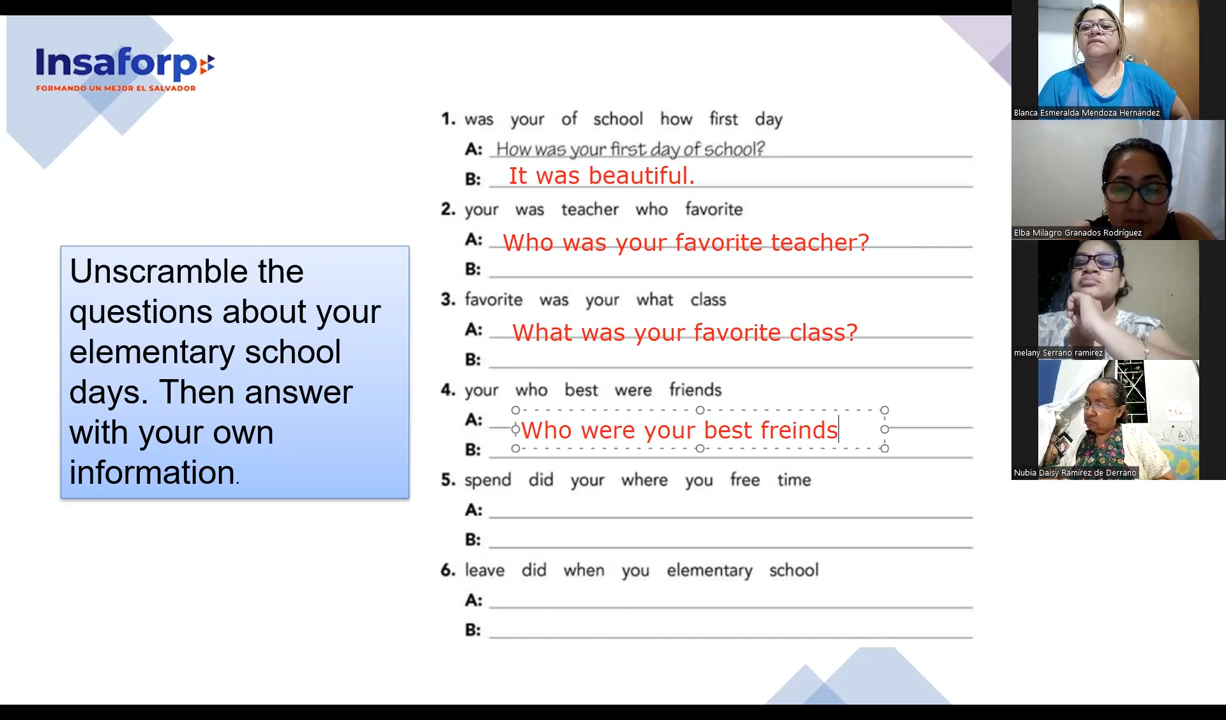 Insaforp
FORMANDO UN MEJOR EL SALVADOR
Unscramble the
questions about your
elementary school
days. Then answer
with your own
information.
1. was your of school how first day
A: How was your first day of school?
B: It was beautiful.
2. your was teacher who favorite
A: Who was your favorite teacher?
B:
3. favorite was your what class
A: What was your favorite class?
B:
4. your who best were friends
A: Who were your best freinds
B:
5. spend did your where you free time
A:
B:
6. leave did when you elementary school
A:
B:
Blanca Esmeralda Mendoza Hernández
Elba Milagro Granados Rodríguez
melany Serrano ramirez
Nubia Daisy Ramírez de Derrano